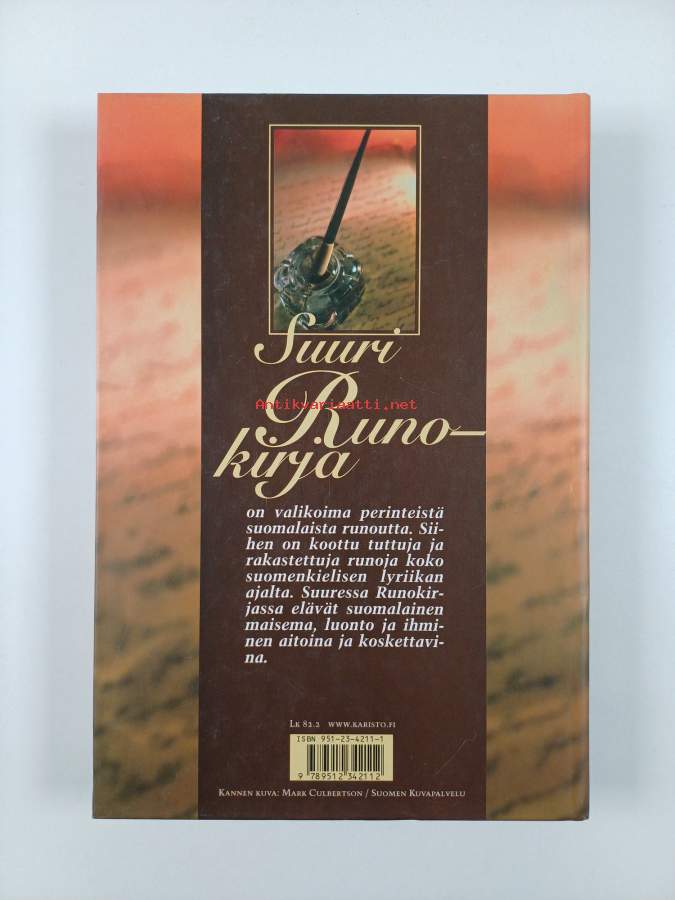 Suuri
Antikvariaatti.net
Runo-
kirja
on valikoima perinteistä
suomalaista runoutta. Sii-
hen on koottu tuttuja ja
rakastettuja runoja koko
suomenkielisen lyriikan
ajalta. Suuressa Runokir-
jassa elävät suomalainen
maisema, luonto ja ihmi-
nen aitoina ja koskettavi-
na.
LK 82.2 WWW.KARISTO.FI
ISBN 951-23-4211-1
9 789512 342112
KANNEN KUVA: MARK CULBERTSON / SUOMEN KUVAPALVELU